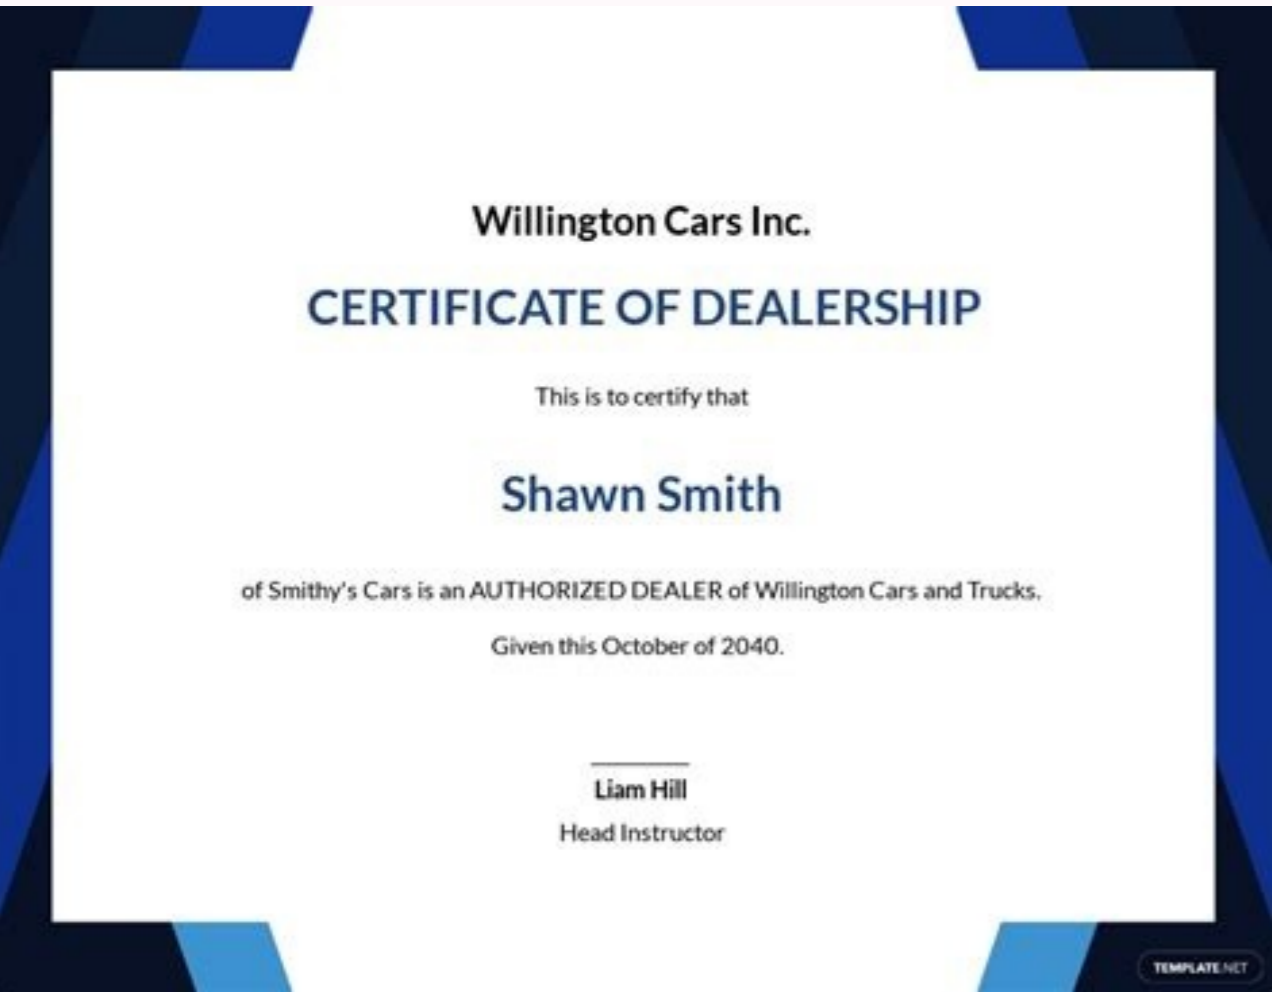 Willington Cars Inc.
CERTIFICATE OF DEALERSHIP
This is to certify that
Shawn Smith
of Smithy's Cars is an AUTHORIZED DEALER of Willington Cars and Trucks.
Given this October of 2040.
Liam Hill
Head Instructor
TEMPLATE.NET